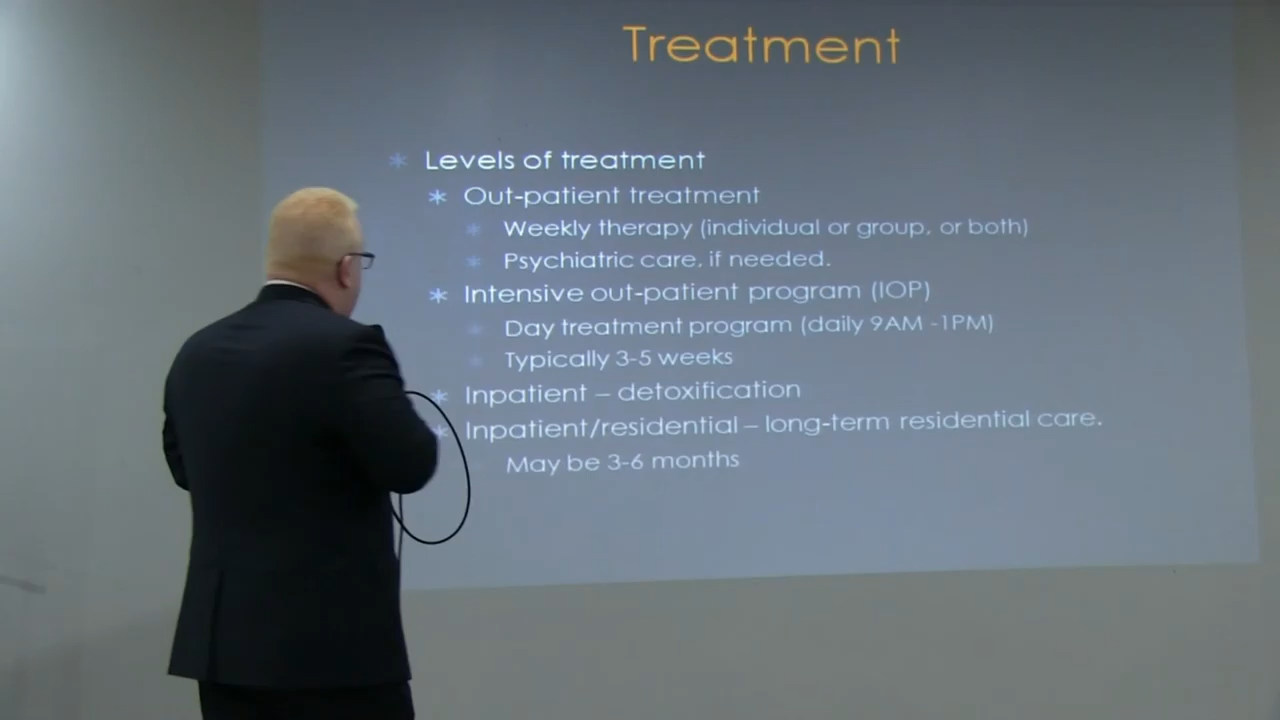 Treatment
Levels of treatment
Out-patient treatment
Weekly therapy (individual or group, or both)
Psychiatric care, if needed.
Intensive out-patient program (IOP)
Day treatment program (daily 9AM -1PM)
Typically 3-5 weeks
Inpatient – detoxification
Inpatient/residential – long-term residential care.
May be 3-6 months